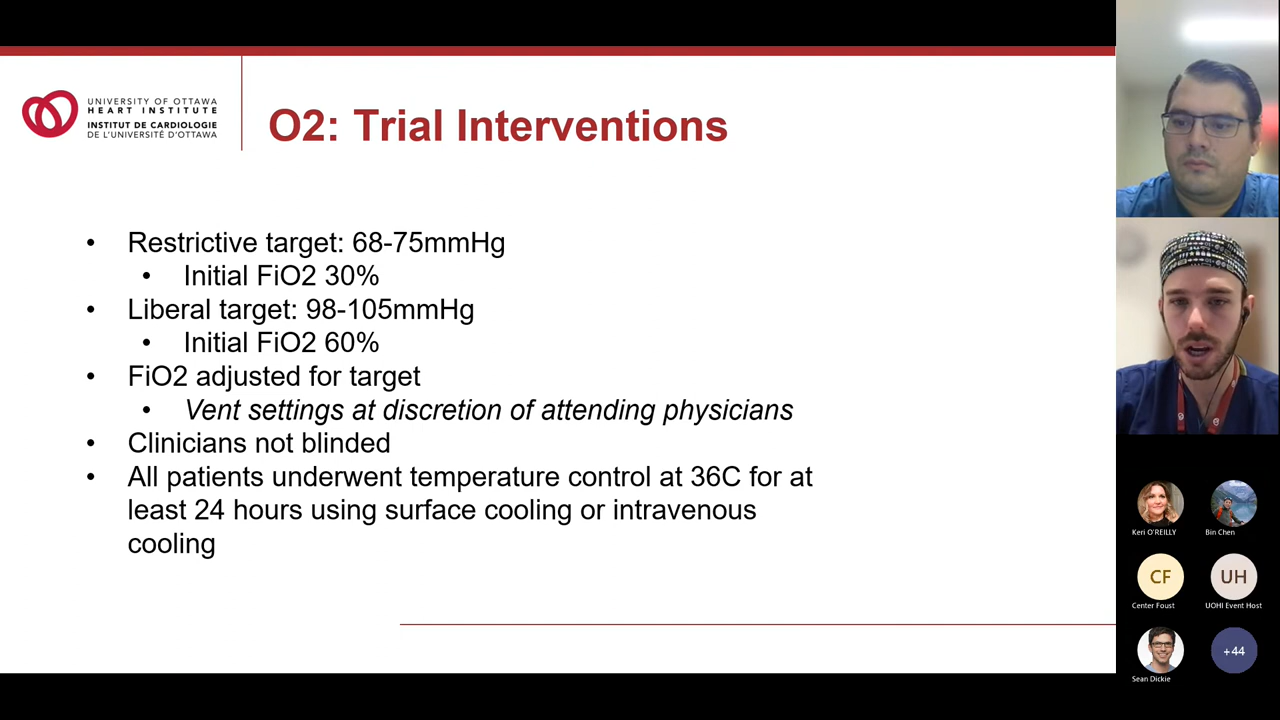 UNIVERSITY OF OTTAWA
HEART INSTITUTE
INSTITUT DE CARDIOLOGIE
DE L'UNIVERSITÉ D'OTTAWA
O2: Trial Interventions
• Restrictive target: 68-75mmHg
• Initial FiO2 30%
• Liberal target: 98-105mmHg
• Initial FiO2 60%
• FiO2 adjusted for target
• Vent settings at discretion of attending physicians
• Clinicians not blinded
• All patients underwent temperature control at 36C for at
least 24 hours using surface cooling or intravenous
cooling
Keri O'REILLY
Bin Chen
CF
UH
Center Foust
UOHI Event Host
+44
Sean Dickie